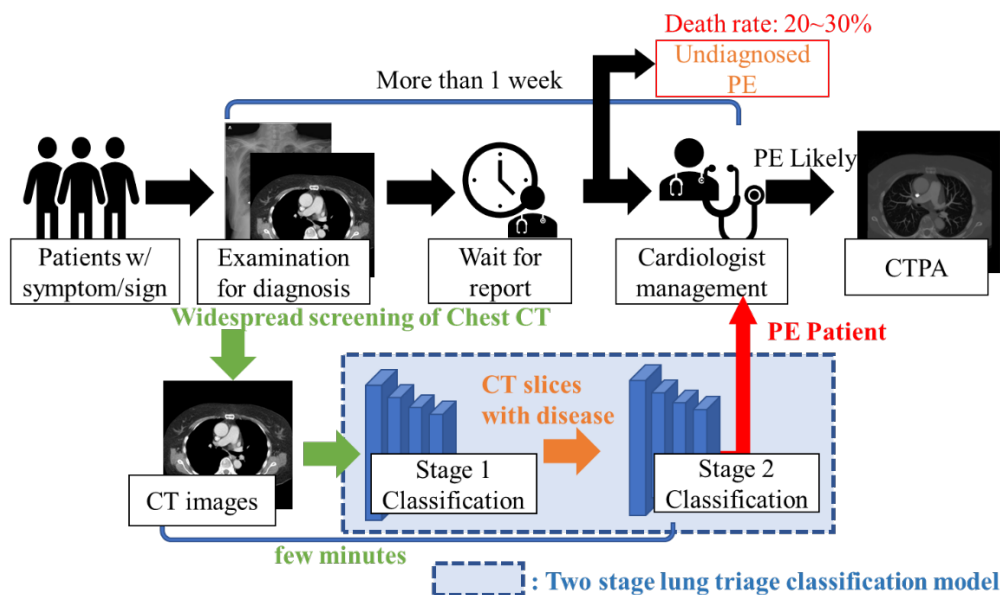 Death rate: 20~30%
Undiagnosed
PE
More than 1 week
PE Likely
Patients w/
symptom/sign
Examination
for diagnosis
Wait for
report
Cardiologist
management
CTPA
Widespread screening of Chest CT
PE Patient
CT slices
with disease
Stage 1
Classification
Stage 2
Classification
CT images
few minutes
: Two stage lung triage classification model